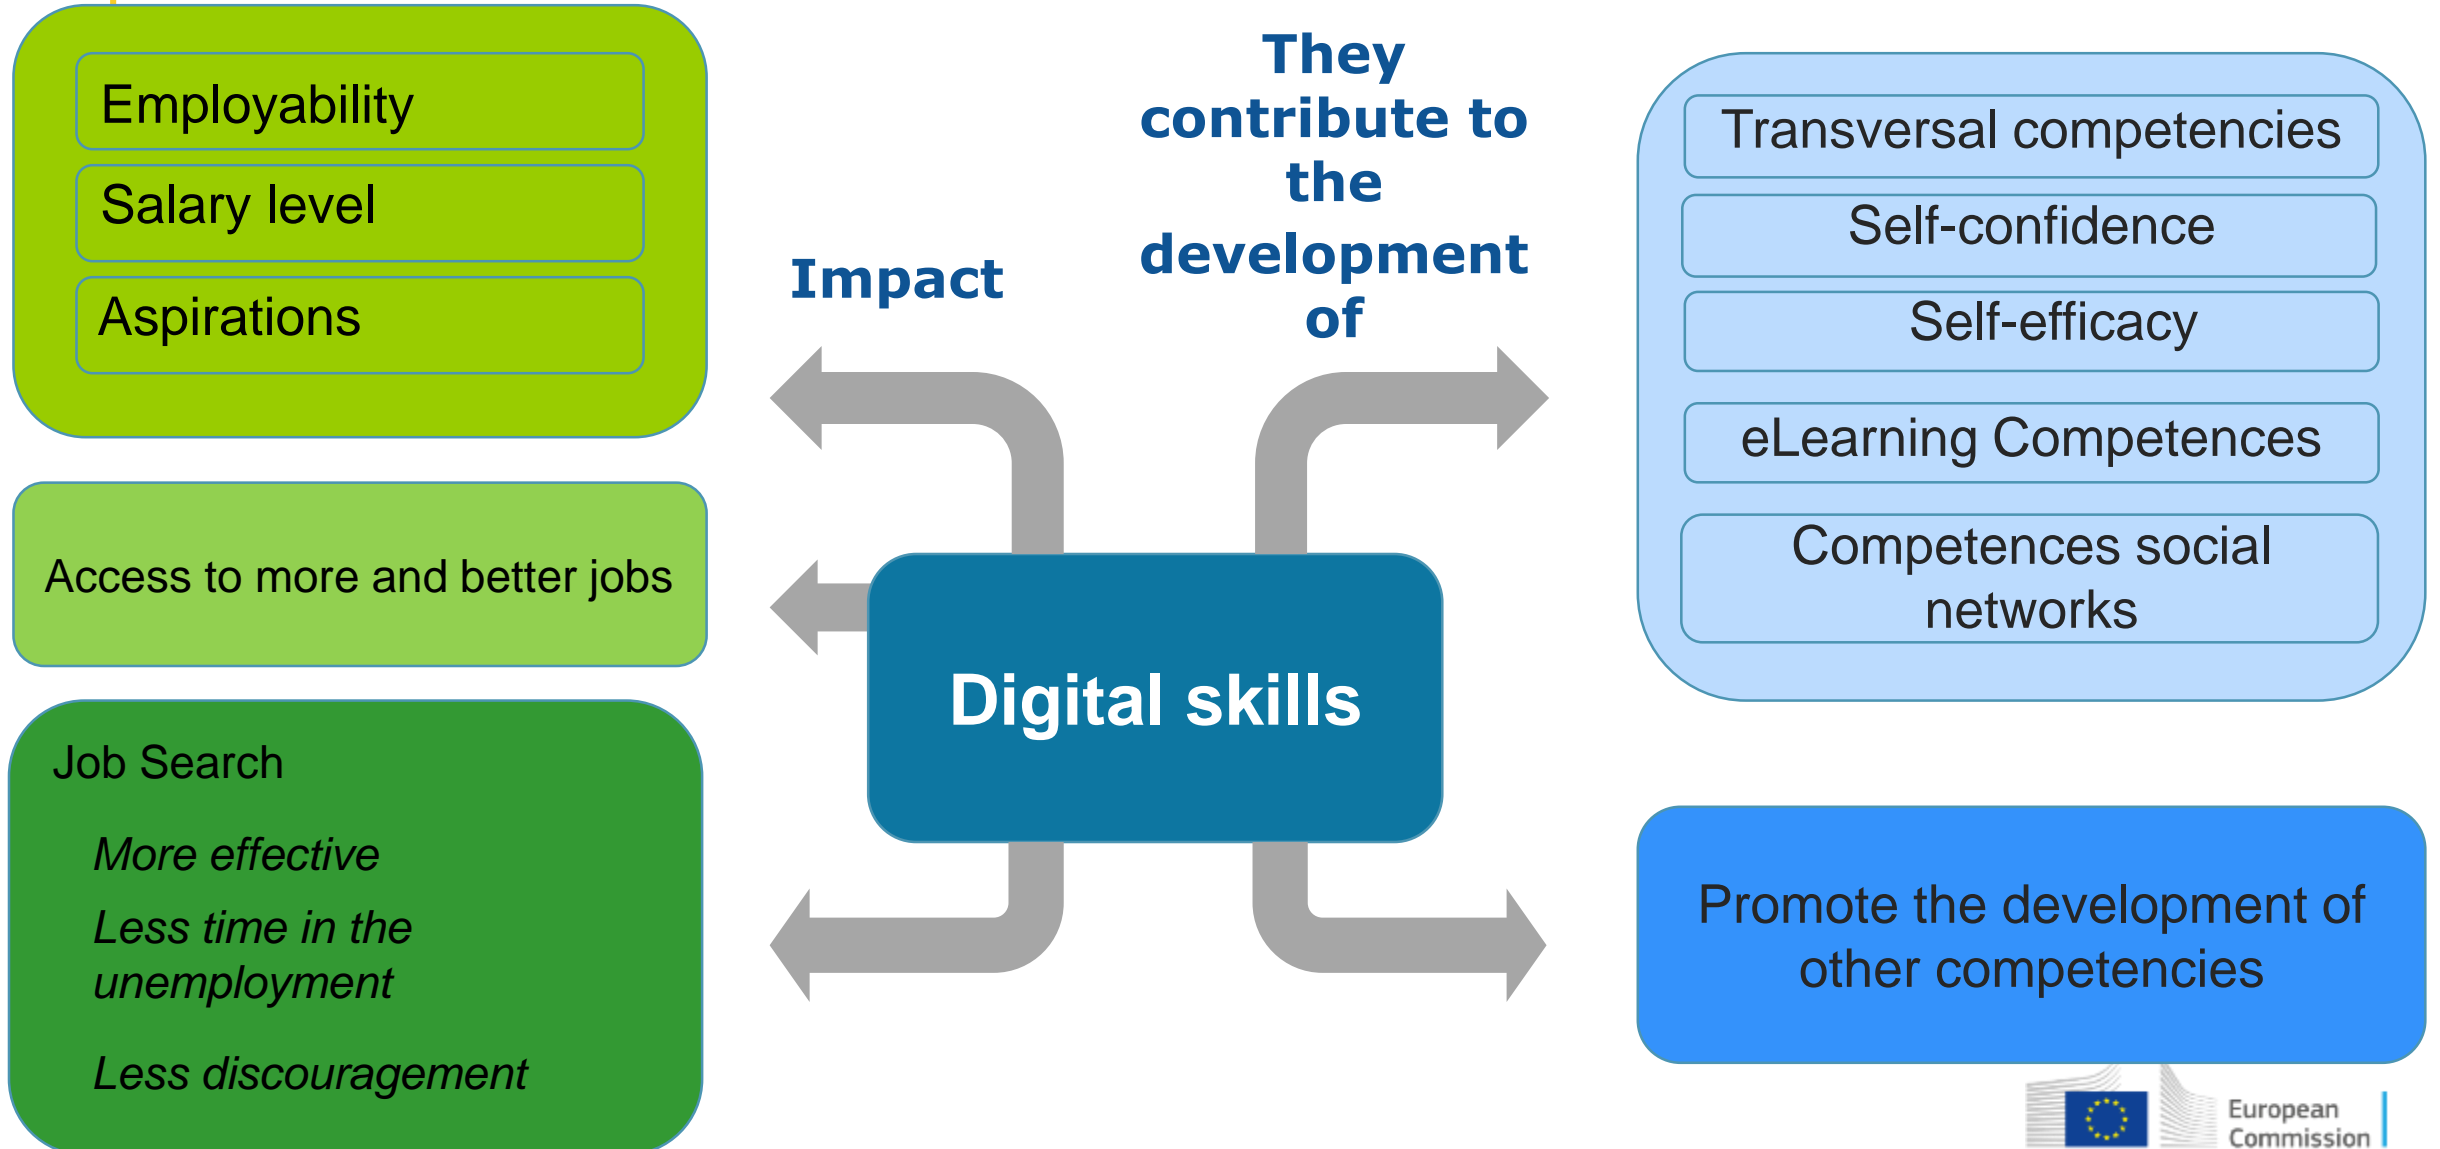 Employability
Salary level
Aspirations
Access to more and better jobs
Job Search
More effective
Less time in the
unemployment
Less discouragement
Impact
They
contribute to
the
development
of
Digital skills
Transversal competencies
Self-confidence
Self-efficacy
eLearning Competences
Competences social
networks
Promote the development of
other competencies
European
Commission